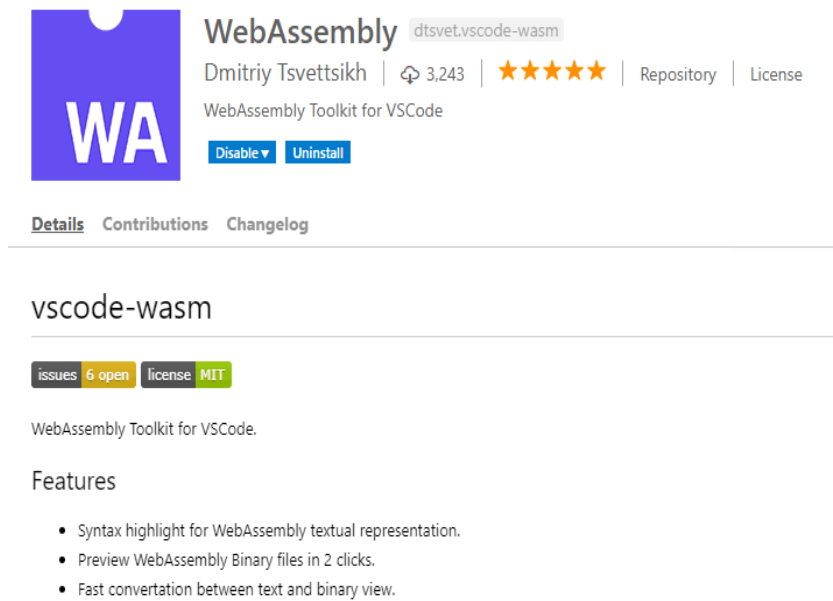 WA
WebAssembly dtsvet.vscode-wasm
Dmitriy Tsvettsikh 3,243 Repository License
WebAssembly Toolkit for VSCode
Disable Uninstall
Details Contributions Changelog
vscode-wasm
issues 6 open license MIT
WebAssembly Toolkit for VSCode.
Features
• Syntax highlight for WebAssembly textual representation.
• Preview WebAssembly Binary files in 2 clicks.
• Fast convertation between text and binary view.